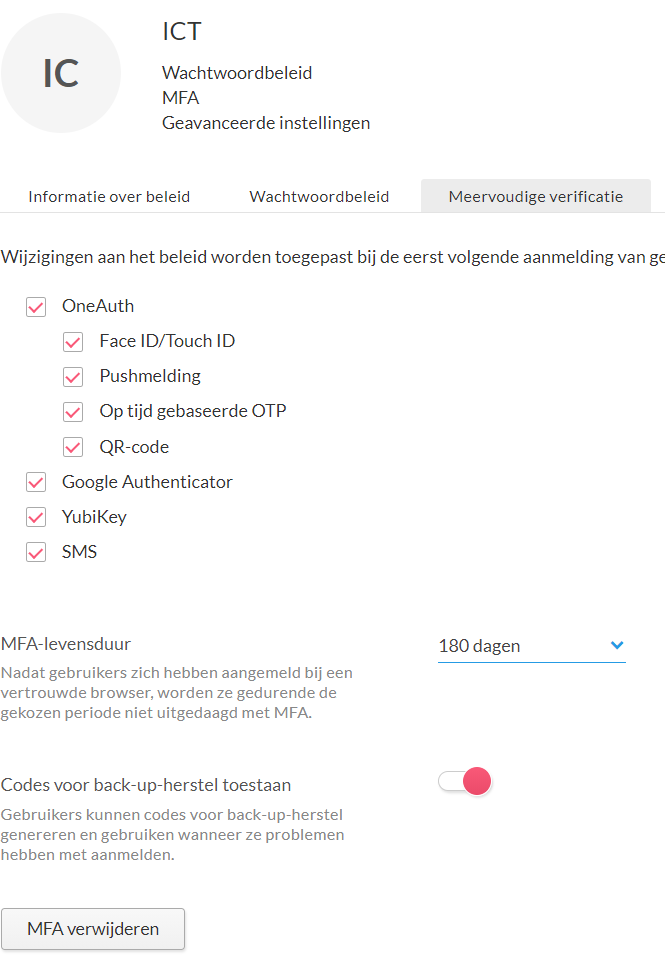 IC
ICT
Wachtwoordbeleid
MFA
Geavanceerde instellingen
Informatie over beleid
Wachtwoordbeleid
Meervoudige verificatie
Wijzigingen aan het beleid worden toegepast bij de eerst volgende aanmelding van ge
OneAuth
Face ID/Touch ID
Pushmelding
Op tijd gebaseerde OTP
QR-code
Google Authenticator
YubiKey
SMS
MFA-levensduur
180 dagen
Nadat gebruikers zich hebben aangemeld bij een
vertrouwde browser, worden ze gedurende de
gekozen periode niet uitgedaagd met MFA.
Codes voor back-up-herstel toestaan
Gebruikers kunnen codes voor back-up-herstel
genereren en gebruiken wanneer ze problemen
hebben met aanmelden.
MFA verwijderen